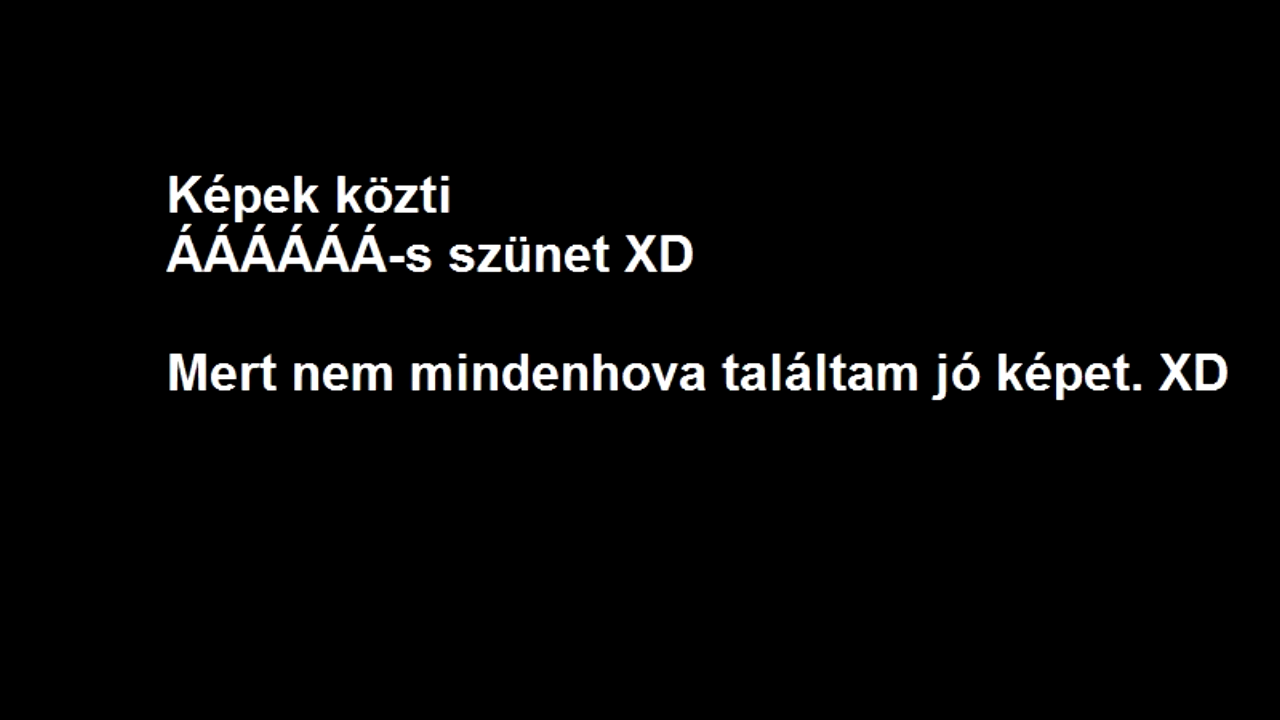 Képek közti
ÁÁÁÁÁÁ-s szünet XD
Mert nem mindenhova találtam jó képet. XD